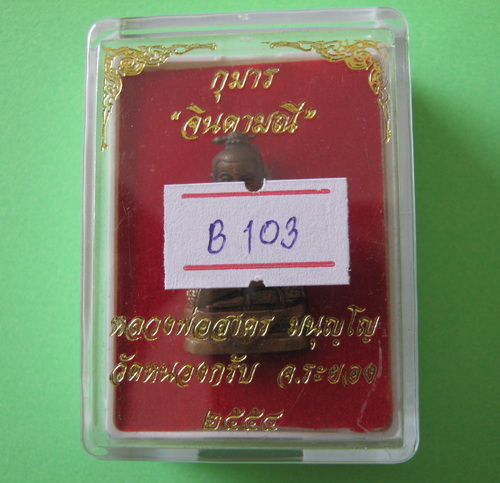 กุมาร
"จินดามณี"
B 103
หลวงพ่อสาคร มนุญฺโญ
วัดหนองกรับ จ.ระยอง
๒๕๕๔